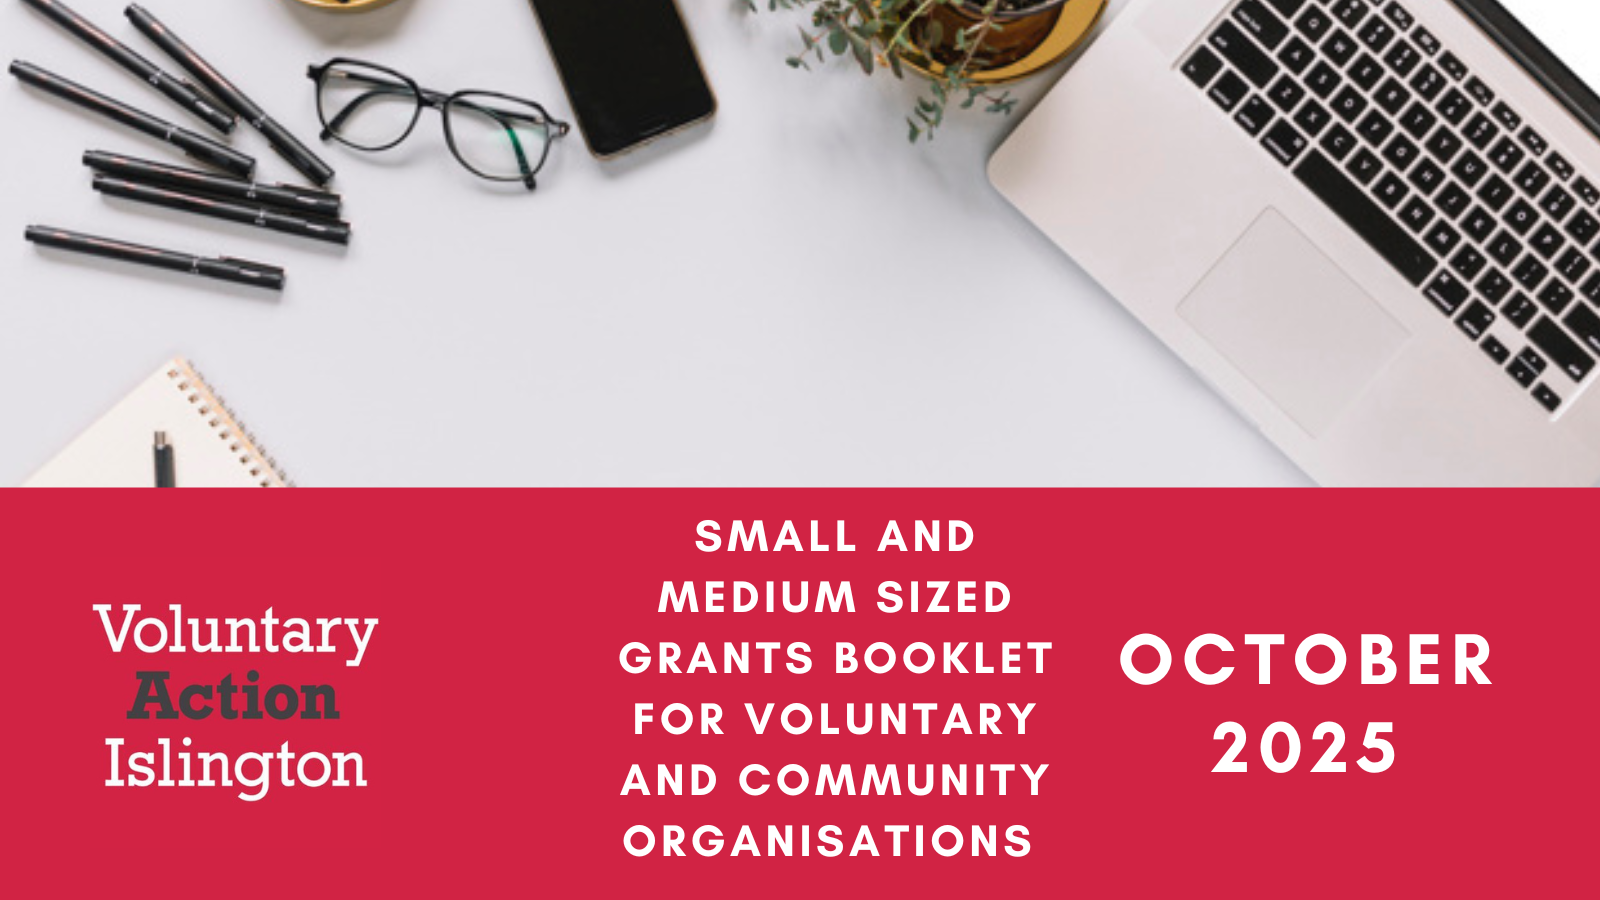 Voluntary
Action
Islington
SMALL AND
MEDIUM SIZED
GRANTS BOOKLET
FOR VOLUNTARY
AND COMMUNITY
ORGANISATIONS
OCTOBER
2025